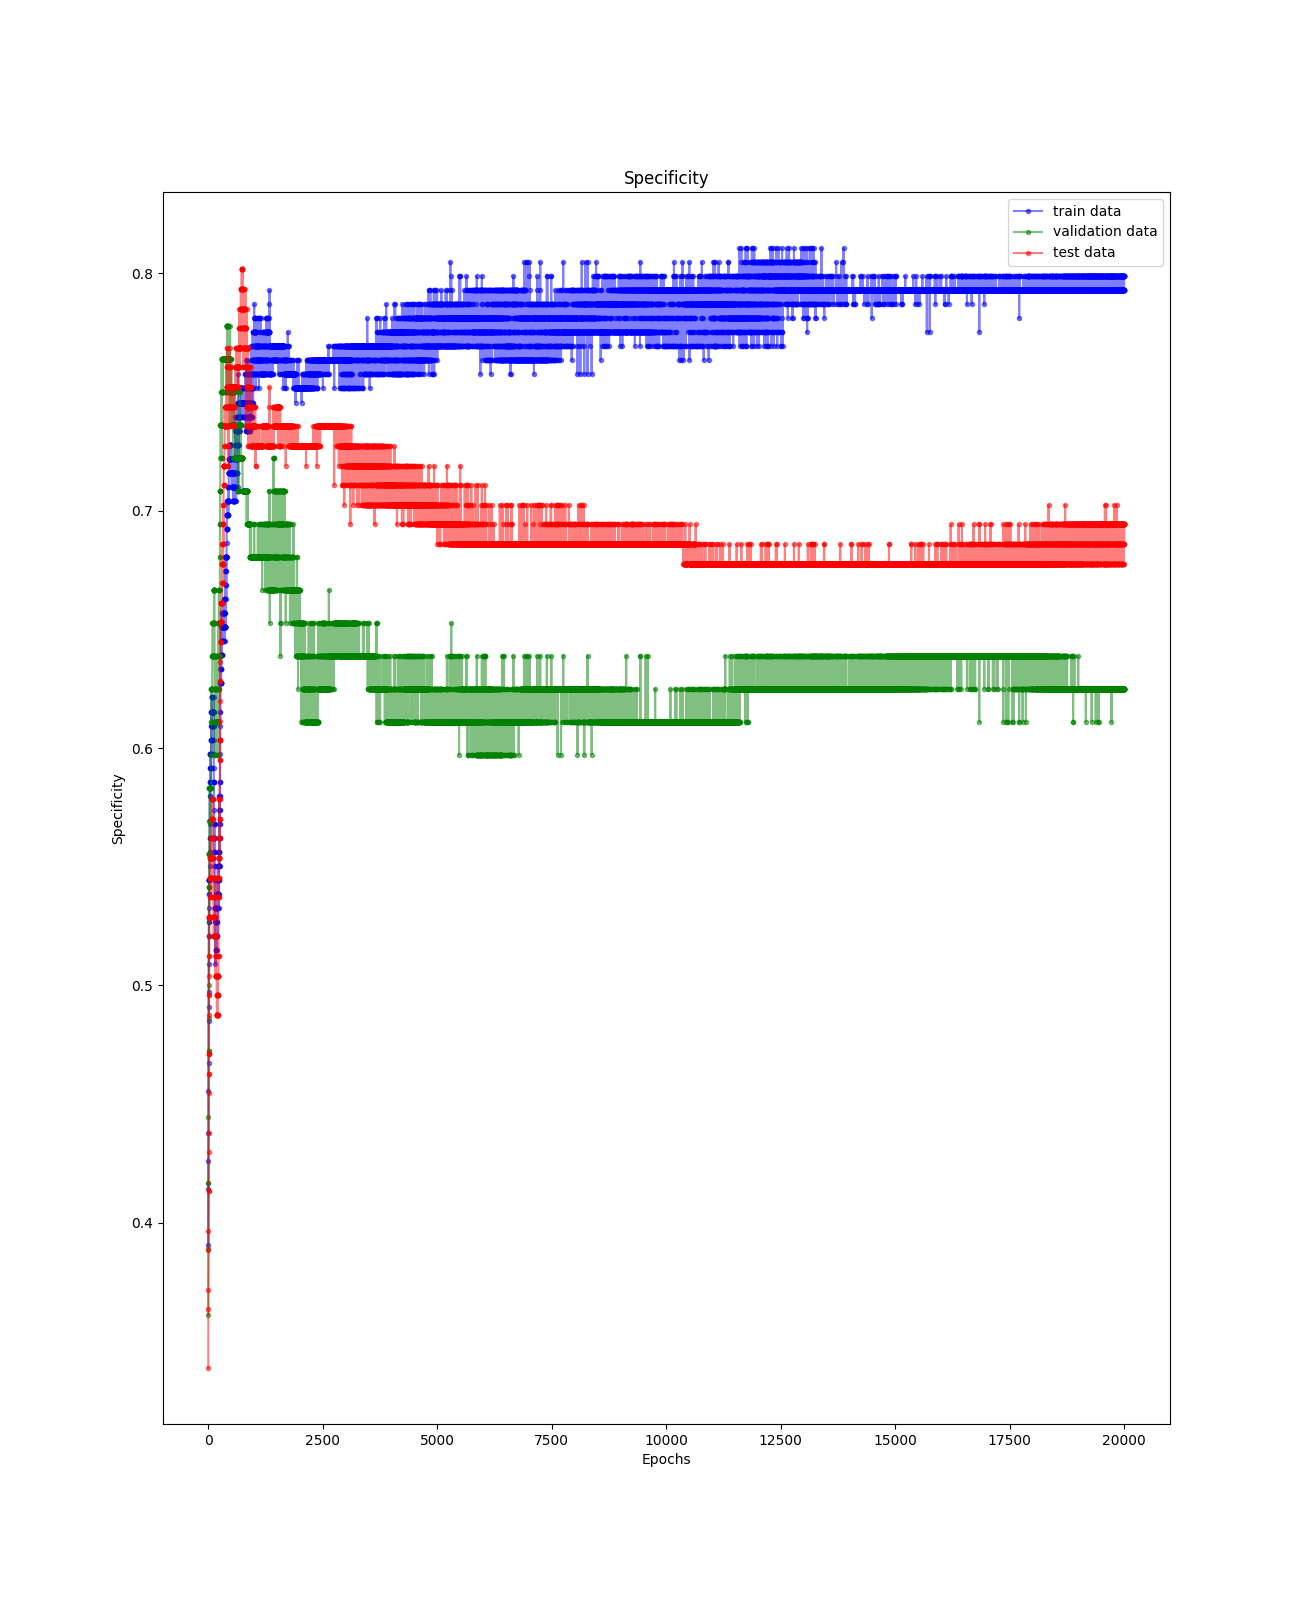 Specificity
train data
validation data
test data
0.8
0.7
0.6
0.5
0.4
Specificity
0 2500 5000 7500 10000 12500 15000 17500 20000
Epochs